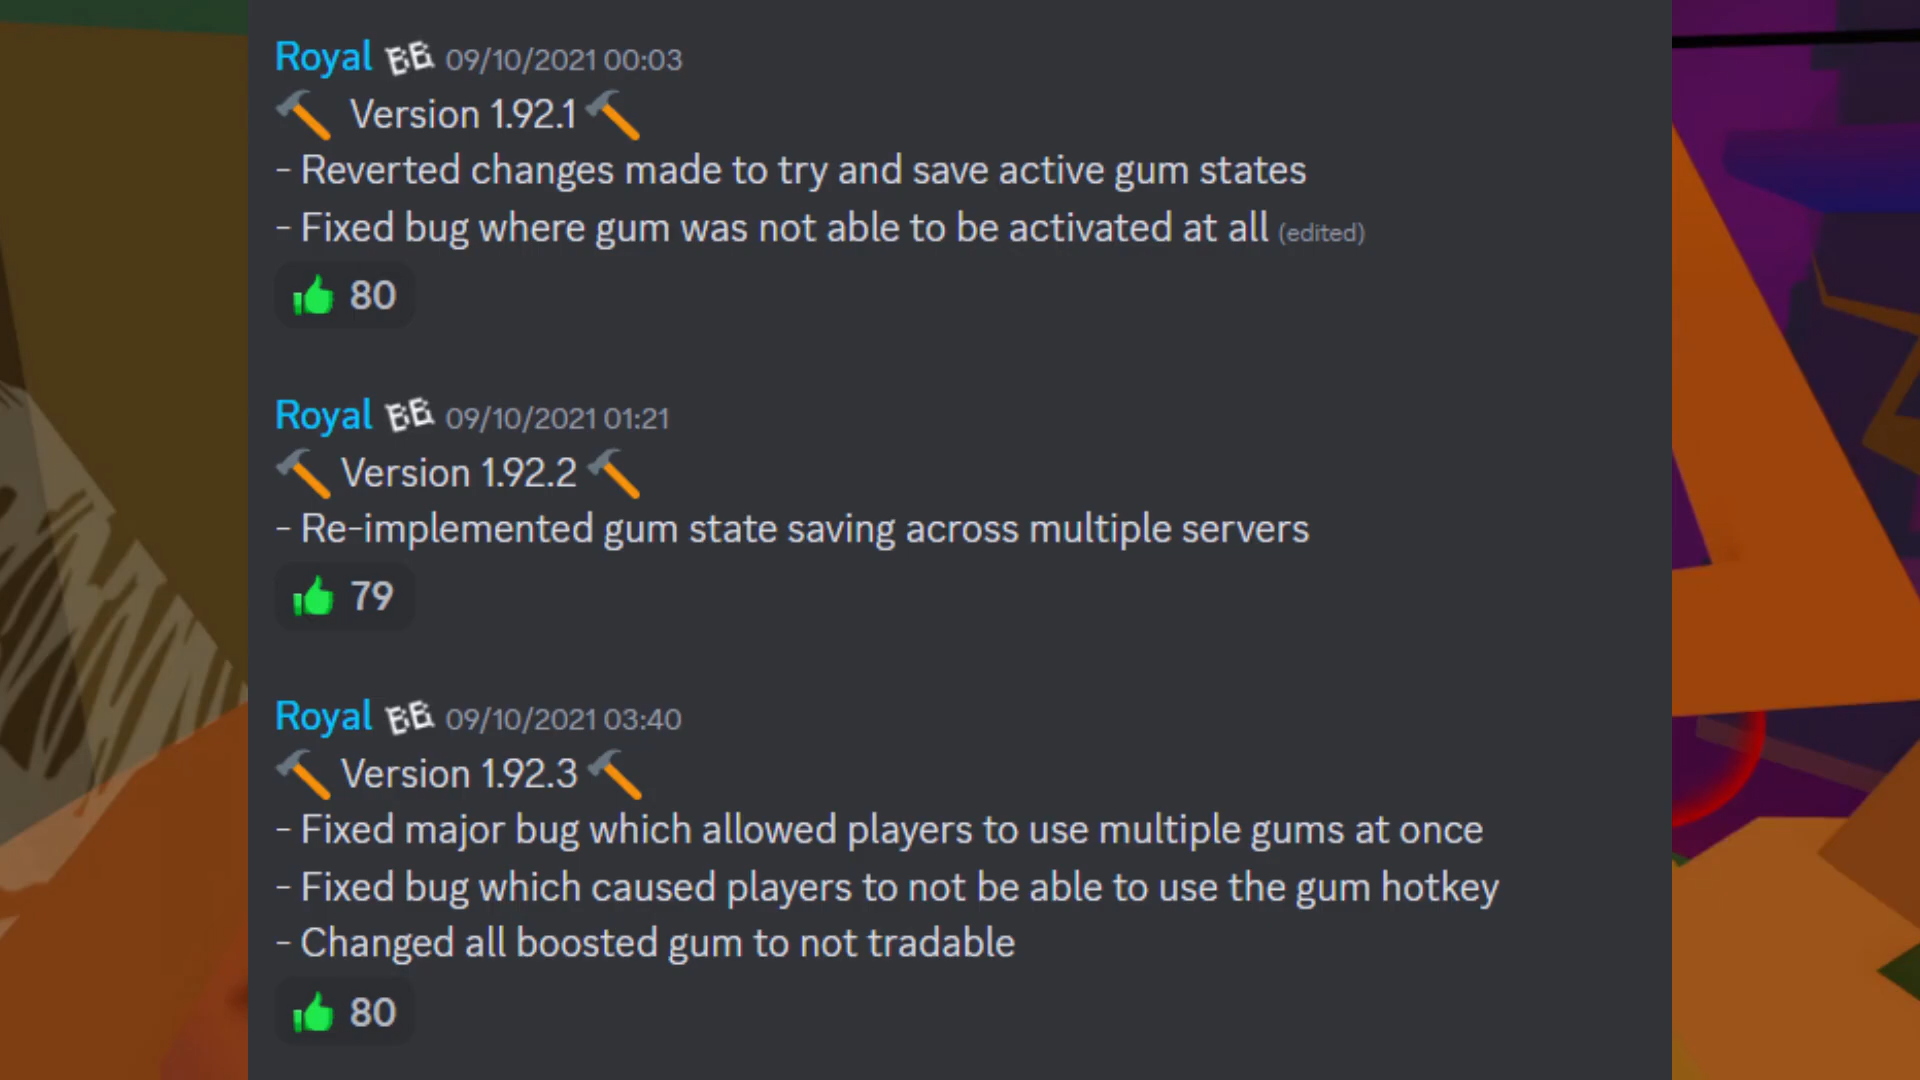 Royal BB 09/10/2021 00:03
Version 1.92.1
- Reverted changes made to try and save active gum states
- Fixed bug where gum was not able to be activated at all (edited)
80
Royal BB 09/10/2021 01:21
Version 1.92.2
- Re-implemented gum state saving across multiple servers
79
Royal BB 09/10/2021 03:40
Version 1.92.3
- Fixed major bug which allowed players to use multiple gums at once
- Fixed bug which caused players to not be able to use the gum hotkey
- Changed all boosted gum to not tradable
80